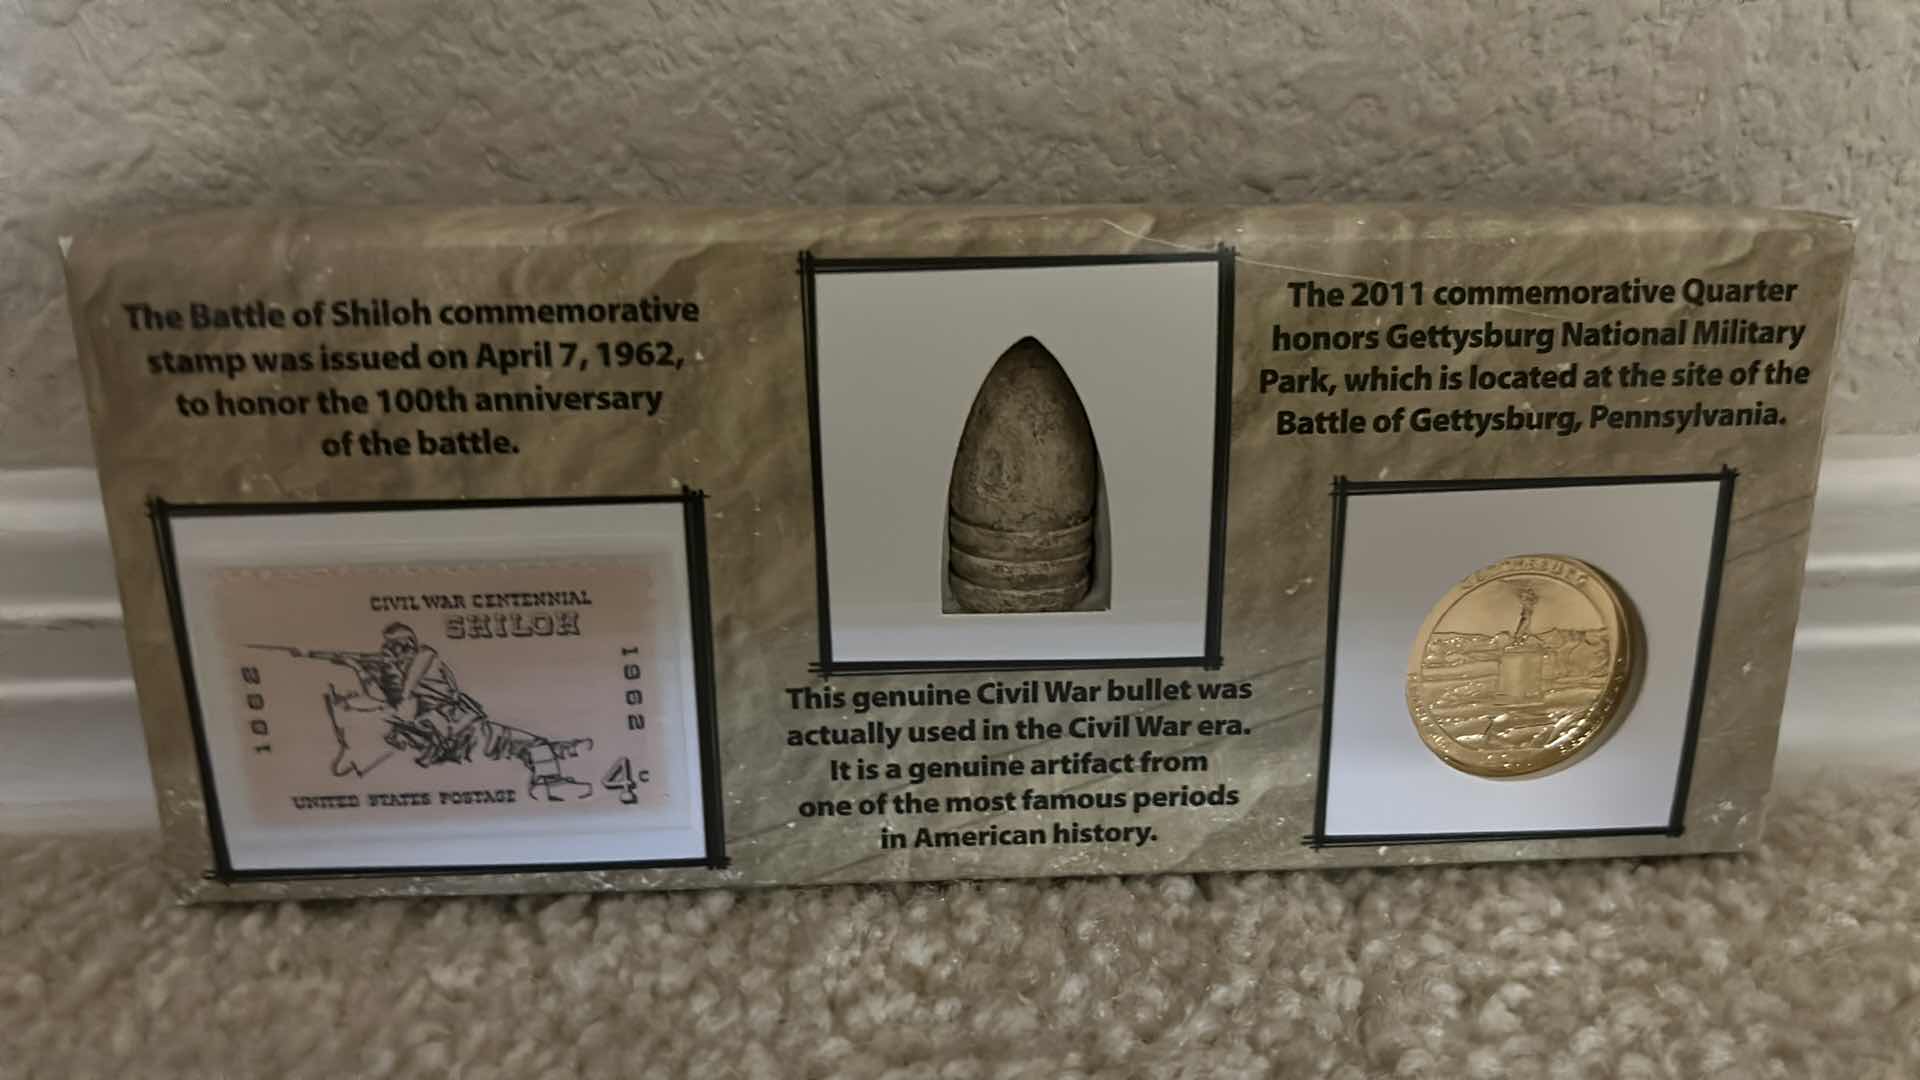 The Battle of Shiloh commemorative
stamp was issued on April 7, 1962,
to honor the 100th anniversary
of the battle.
CIVIL WAR CENTENNIAL
SHILOH
1862
1962
UNITED STATES POSTAGE
4c
This genuine Civil War bullet was
actually used in the Civil War era.
It is a genuine artifact from
one of the most famous periods
in American history.
The 2011 commemorative Quarter
honors Gettysburg National Military
Park, which is located at the site of the
Battle of Gettysburg, Pennsylvania.
GETTYSBURG